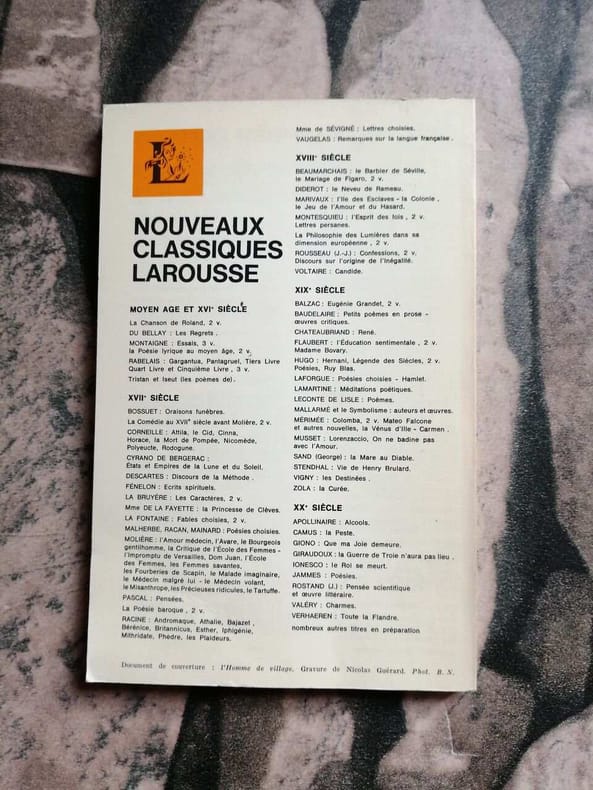 L
NOUVEAUX
CLASSIQUES
LAROUSSE
MOYEN AGE ET XVIe SIÈCLE
La Chanson de Roland, 2 v.
DU BELLAY : Les Regrets .
MONTAIGNE : Essais, 3 v.
la Poésie lyrique au moyen âge, 2 v.
RABELAIS : Gargantua, Pantagruel, Tiers Livre
Quart Livre et Cinquième Livre , 3 v.
Tristan et Iseut (les poèmes de).
XVIIe SIÈCLE
BOSSUET : Oraisons funèbres.
La Comédie au XVIIe siècle avant Molière, 2 v.
CORNEILLE : Attila, le Cid, Cinna,
Horace, la Mort de Pompée, Nicomède,
Polyeucte, Rodogune.
CYRANO DE BERGERAC :
États et Empires de la Lune et du Soleil.
DESCARTES : Discours de la Méthode .
FÉNELON : Ecrits spirituels.
LA BRUYÈRE : Les Caractères, 2 v.
Mme DE LA FAYETTE : la Princesse de Clèves.
LA FONTAINE : Fables choisies, 2 v.
MALHERBE, RACAN, MAINARD : Poésies choisies.
MOLIÈRE : l'Amour médecin, l'Avare, le Bourgeois
gentilhomme, la Critique de l'École des Femmes -
l'Impromptu de Versailles, Dom Juan, l'École
des Femmes, les Femmes savantes,
les Fourberies de Scapin, le Malade imaginaire,
le Médecin malgré lui - le Médecin volant,
le Misanthrope, les Précieuses ridicules, le Tartuffe.
PASCAL : Pensées.
La Poésie baroque , 2 v.
RACINE : Andromaque, Athalie, Bajazet ,
Bérénice, Britannicus, Esther, Iphigénie,
Mithridate, Phèdre, les Plaideurs.
Mme de SÉVIGNÉ : Lettres choisies.
VAUGELAS : Remarques sur la langue française .
XVIIIe SIÈCLE
BEAUMARCHAIS : le Barbier de Séville,
le Mariage de Figaro, 2 v.
DIDEROT : le Neveu de Rameau.
MARIVAUX : l'Ile des Esclaves - la Colonie ,
le Jeu de l'Amour et du Hasard.
MONTESQUIEU : l'Esprit des lois , 2 v.
Lettres persanes.
La Philosophie des Lumières dans sa
dimension européenne , 2 v.
ROUSSEAU (J.-J.) : Confessions, 2 v.
Discours sur l'origine de l'Inégalité.
VOLTAIRE : Candide.
XIXe SIÈCLE
BALZAC : Eugénie Grandet, 2 v.
BAUDELAIRE : Petits poèmes en prose -
œuvres critiques.
CHATEAUBRIAND : René.
FLAUBERT : l'Éducation sentimentale , 2 v.
Madame Bovary.
HUGO : Hernani, Légende des Siècles, 2 v.
Poésies, Ruy Blas.
LAFORGUE : Poésies choisies - Hamlet.
LAMARTINE : Méditations poétiques.
LECONTE DE LISLE : Poèmes.
MALLARMÉ et le Symbolisme : auteurs et œuvres.
MÉRIMÉE : Colomba, 2 v. Mateo Falcone
et autres nouvelles, la Vénus d'Ille - Carmen .
MUSSET : Lorenzaccio, On ne badine pas
avec l'Amour.
SAND (George) : la Mare au Diable.
STENDHAL : Vie de Henry Brulard.
VIGNY : les Destinées .
ZOLA : la Curée.
XXe SIÈCLE
APOLLINAIRE : Alcools.
CAMUS : la Peste.
GIONO : Que ma Joie demeure.
GIRAUDOUX : la Guerre de Troie n'aura pas lieu .
IONESCO : le Roi se meurt.
JAMMES : Poésies.
ROSTAND (J.) : Pensée scientifique
et œuvre littéraire.
VALÉRY : Charmes.
VERHAEREN : Toute la Flandre.
nombreux autres titres en préparation
Document de couverture : l'Homme de village. Gravure de Nicolas Guérard. Phot. B. N.